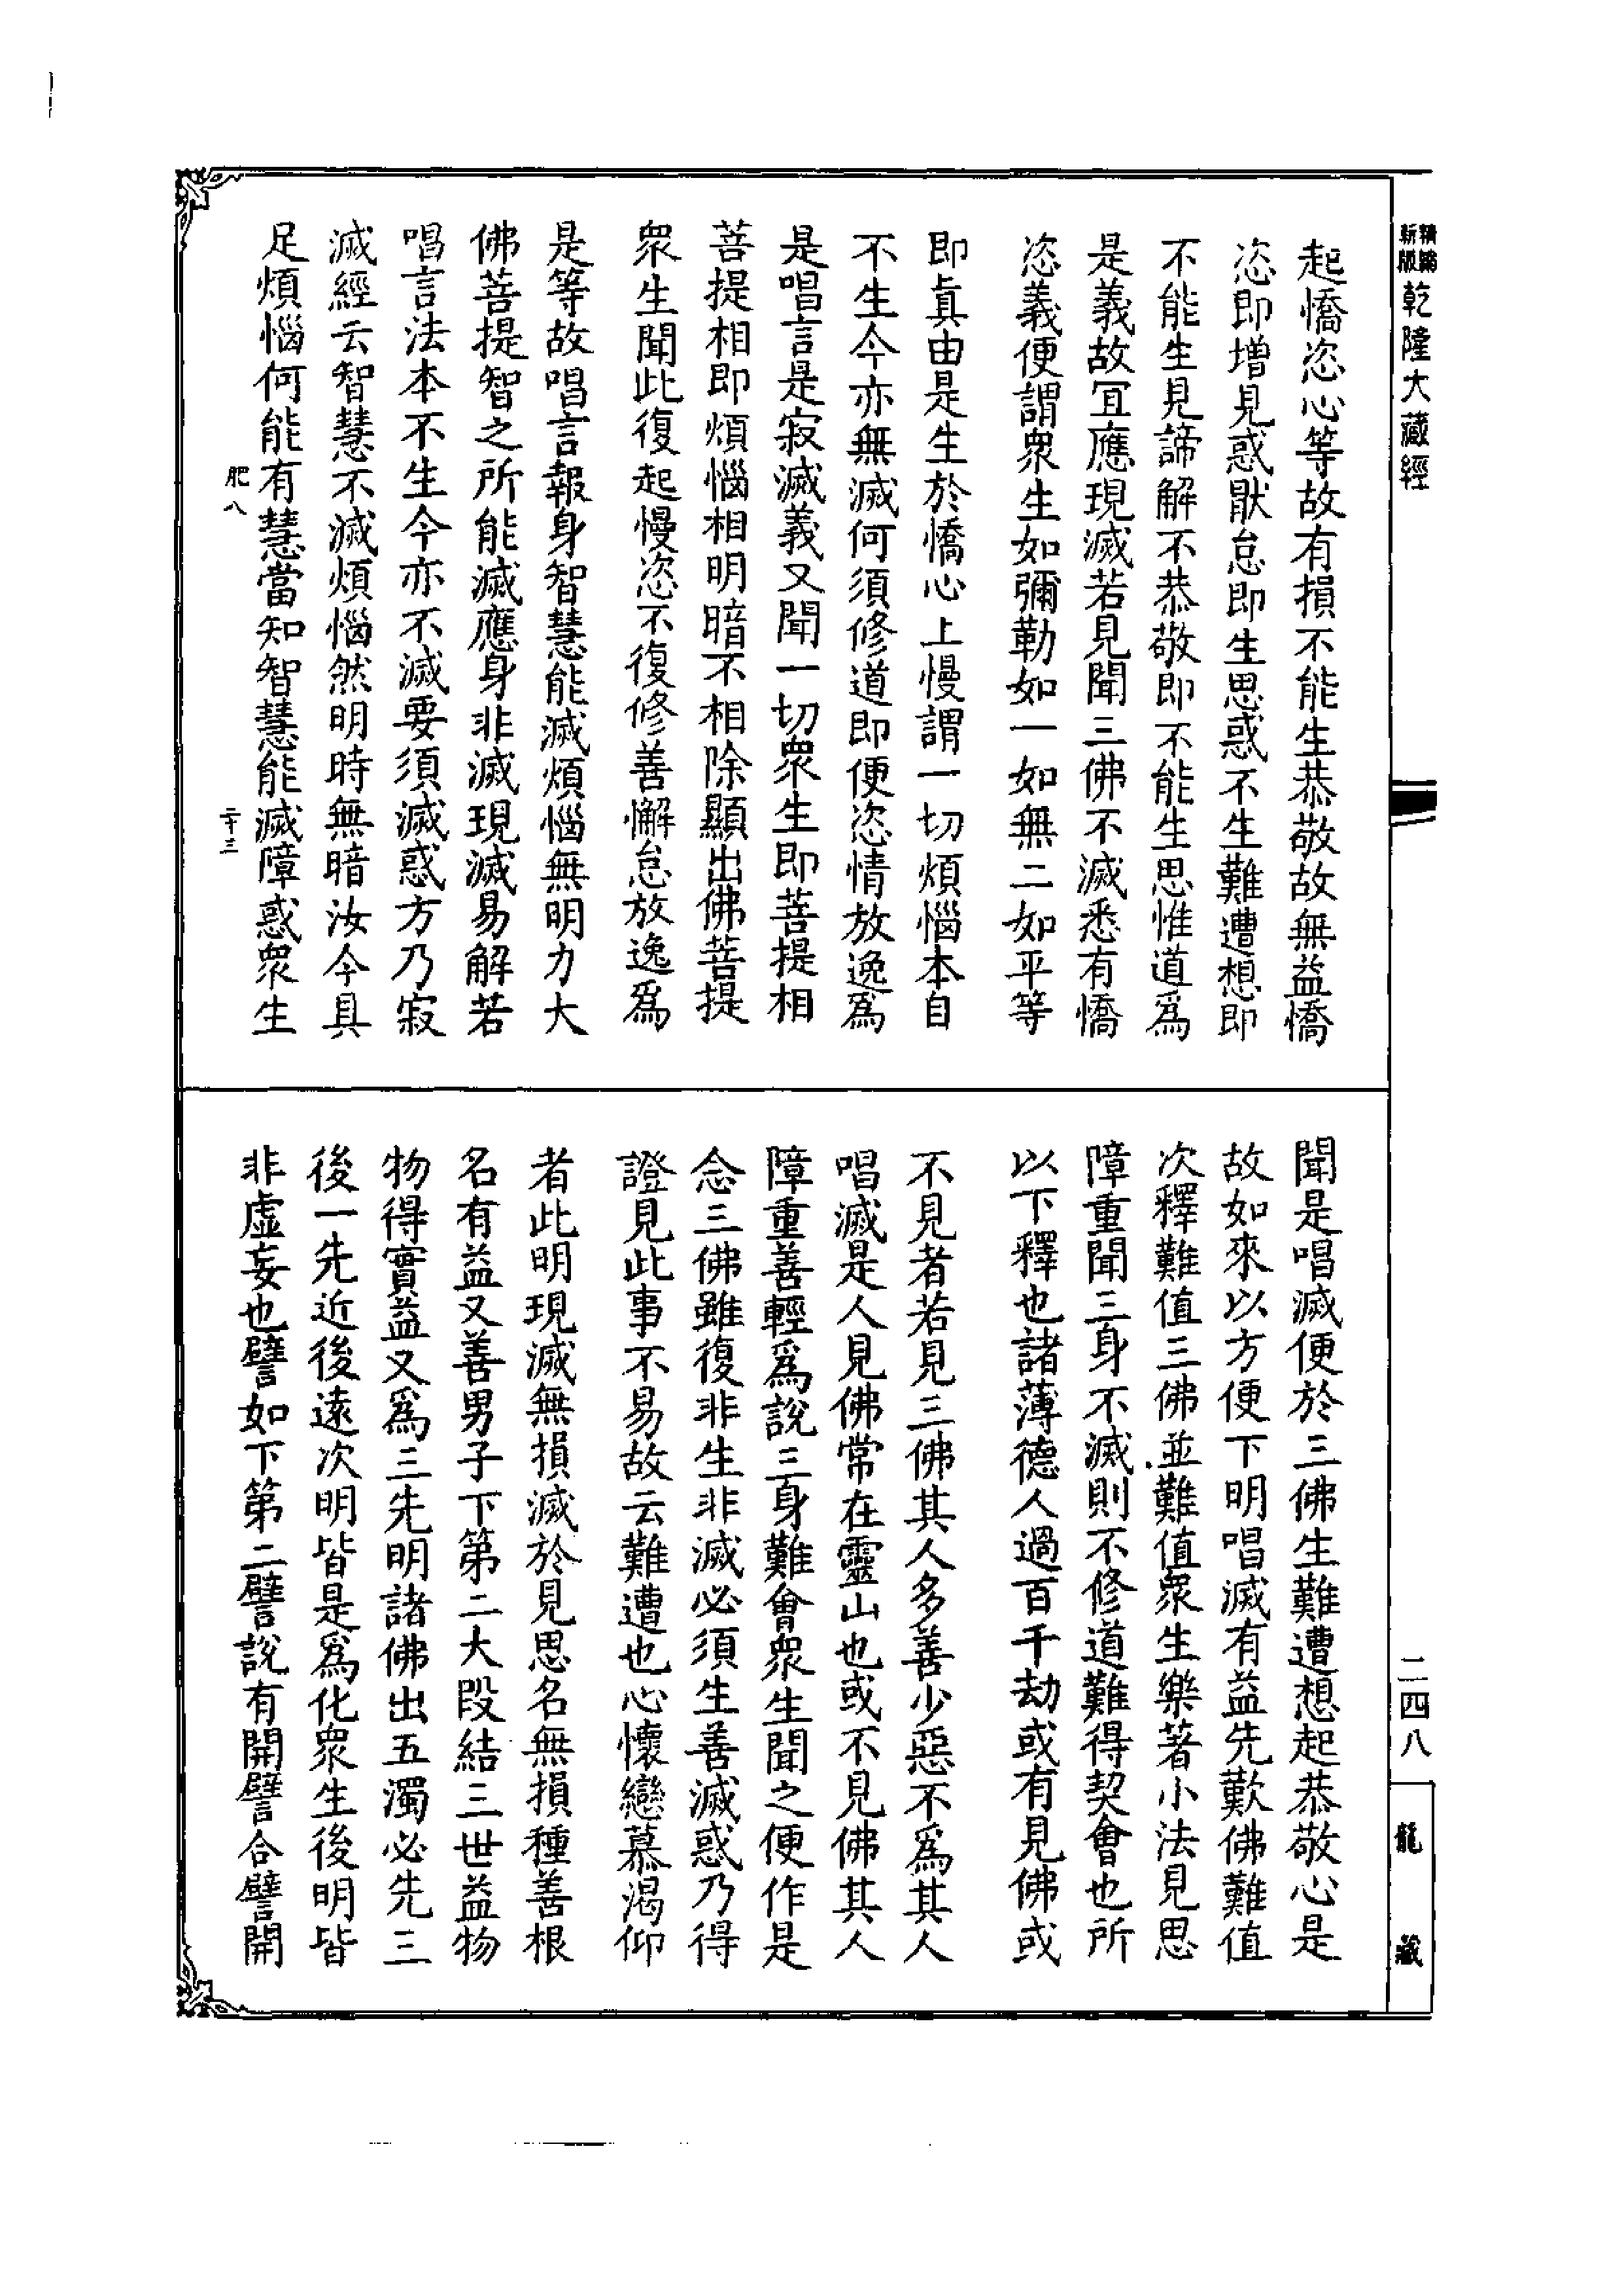 精編
新版
乾隆大藏經
起憍恣心等故有損不能生恭敬故無益憍
恣即增見惑猒怠即生思惑不生難遭想即
不能生見諦解不恭敬即不能生思惟道爲
是義故冝應現滅若見聞三佛不滅悉有憍
恣義便謂衆生如彌勒如一如無二如平等
即眞由是生於憍心上慢謂一切煩惱本自
不生今亦無滅何須修道即便恣情放逸爲
是唱言是寂滅義又聞一切衆生即菩提相
菩提相即煩惱相明暗不相除顯出佛菩提
衆生聞此復起慢恣不復修善懈怠放逸爲
是等故唱言報身智慧能滅煩惱無明力大
佛菩提智之所能滅應身非滅現滅易解若
唱言法本不生今亦不滅要須滅惑方乃寂
滅經云智慧不滅煩惱然明時無暗汝今具
足煩惱何能有慧當知智慧能滅障惑衆生
肥八
二十三
聞是唱滅便於三佛生難遭想起恭敬心是
故如來以方便下明唱滅有益先歎佛難值
次釋難值三佛並難值衆生樂著小法見思
障重聞三身不滅則不修道難得契會也所
以下釋也諸薄德人過百千劫或有見佛或
不見者若見三佛其人多善少惡不爲其人
唱滅是人見佛常在靈山也或不見佛其人
障重善輕爲說三身難會衆生聞之便作是
念三佛雖復非生非滅必須生善滅惑乃得
證見此事不易故云難遭也心懷戀慕渴仰
者此明現滅無損滅於見思名無損種善根
名有益又善男子下第二大段結三世益物
物得實益又爲三先明諸佛出五濁必先三
後一先近後遠次明皆是爲化衆生後明皆
非虛妄也譬如下第二譬說有開譬合譬開
二四八
龍藏